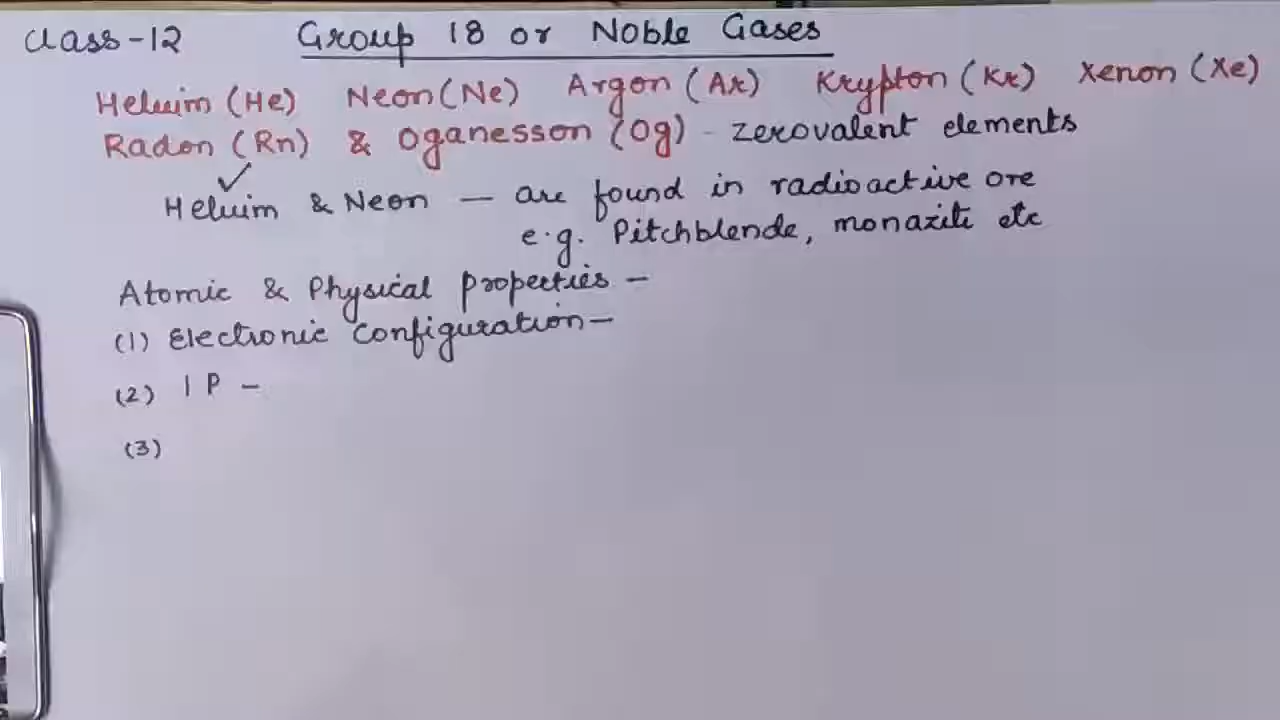 Class-12 Group 18 or Noble Gases
Heluim (He) Neon (Ne) Argon (Ar) Krypton (Kr) Xenon (Xe)
Radon (Rn) & Oganesson (Og) - zerovalent elements
Heluim & Neon — are found in radioactive ore
e.g. Pitchblende, monazite etc
Atomic & Physical properties -
(1) Electronic Configuration -
(2) IP -
(3)